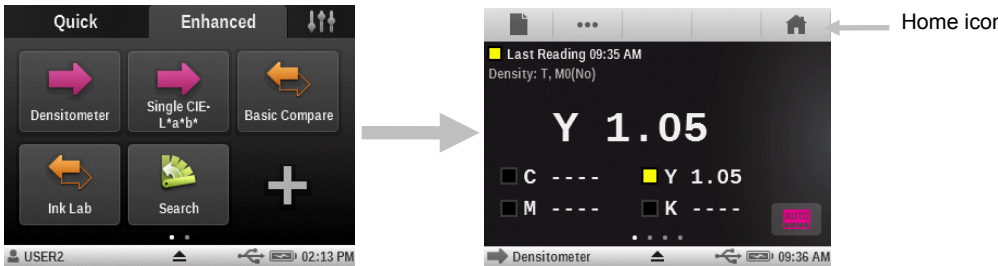 Quick Enhanced
Densitometer
Single CIE-
L*a*b*
Basic Compare
Ink Lab
Search
USER2 02:13 PM
Home icon
Last Reading 09:35 AM
Density: T, M0(No)
Y 1.05
C ---- Y 1.05
M ---- K ----
AUTO
Densitometer 09:36 AM